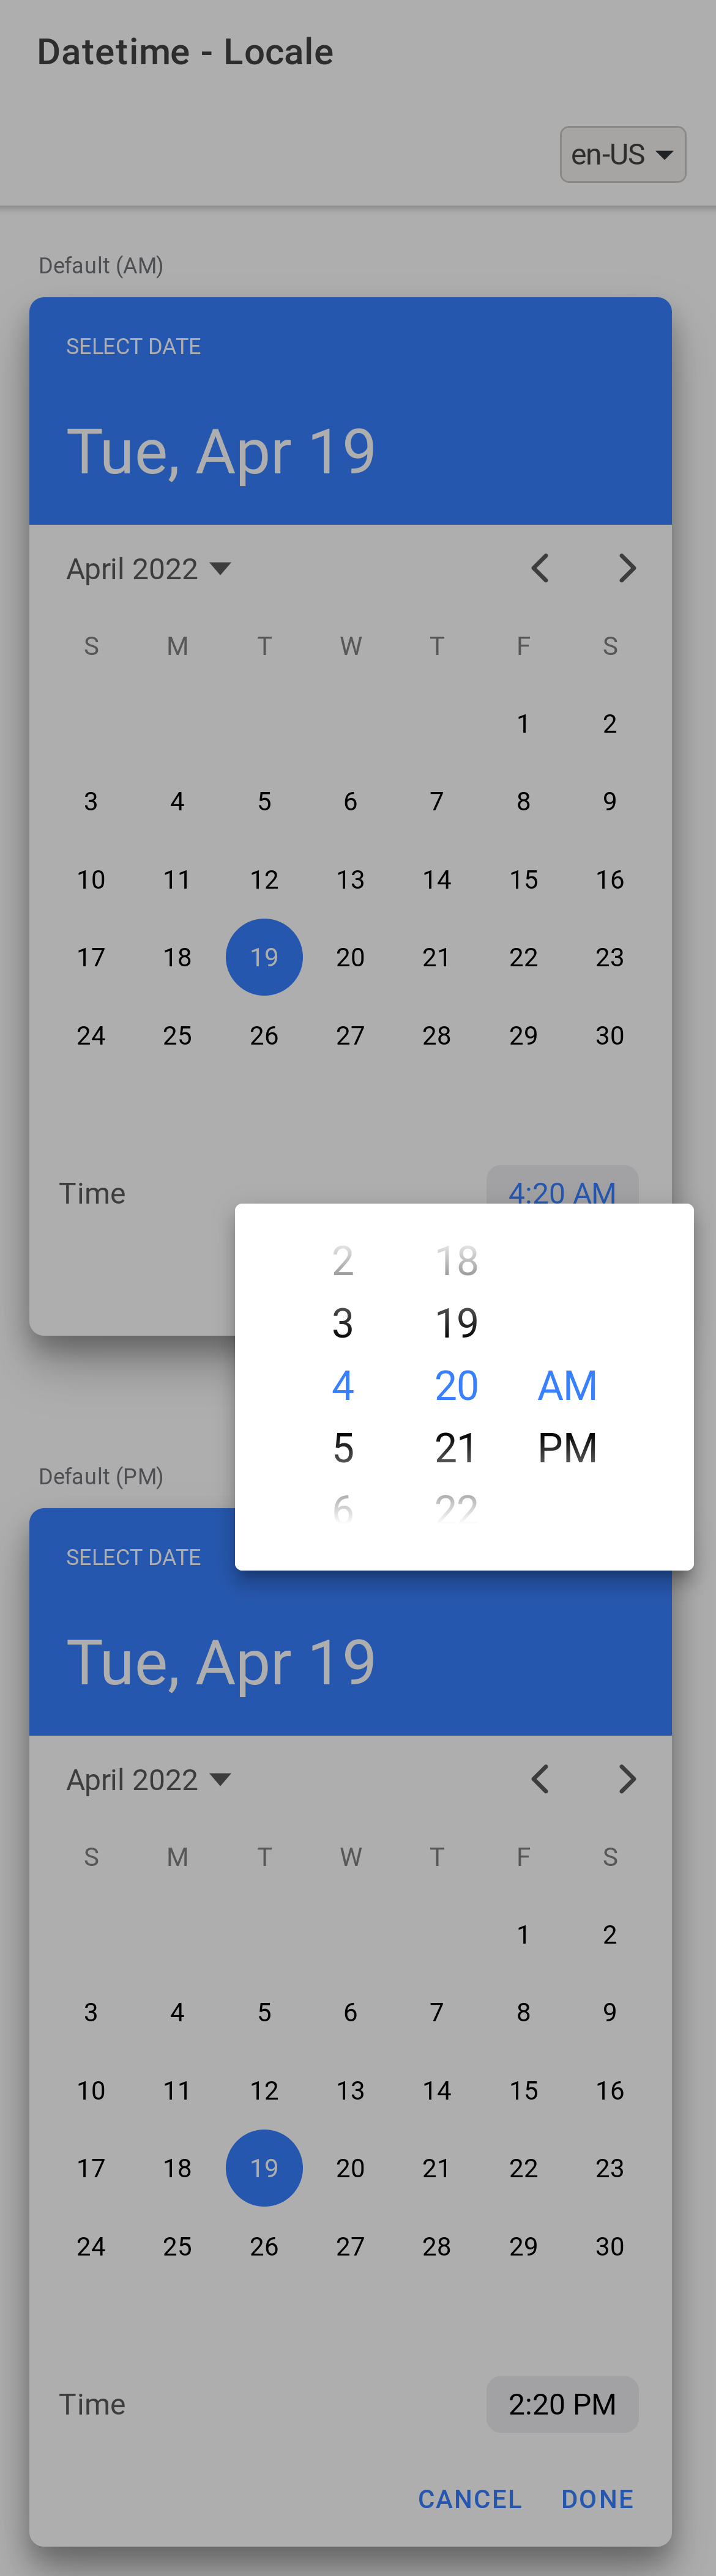 Datetime - Locale
en-US
Default (AM)
SELECT DATE
Tue, Apr 19
April 2022
S M T W T F S
1 2
3 4 5 6 7 8 9
10 11 12 13 14 15 16
17 18 19 20 21 22 23
24 25 26 27 28 29 30
Time 4:20 AM
2 18
3 19
4 20 AM
5 21 PM
6 22
Default (PM)
SELECT DATE
Tue, Apr 19
April 2022
S M T W T F S
1 2
3 4 5 6 7 8 9
10 11 12 13 14 15 16
17 18 19 20 21 22 23
24 25 26 27 28 29 30
Time 2:20 PM
CANCEL DONE